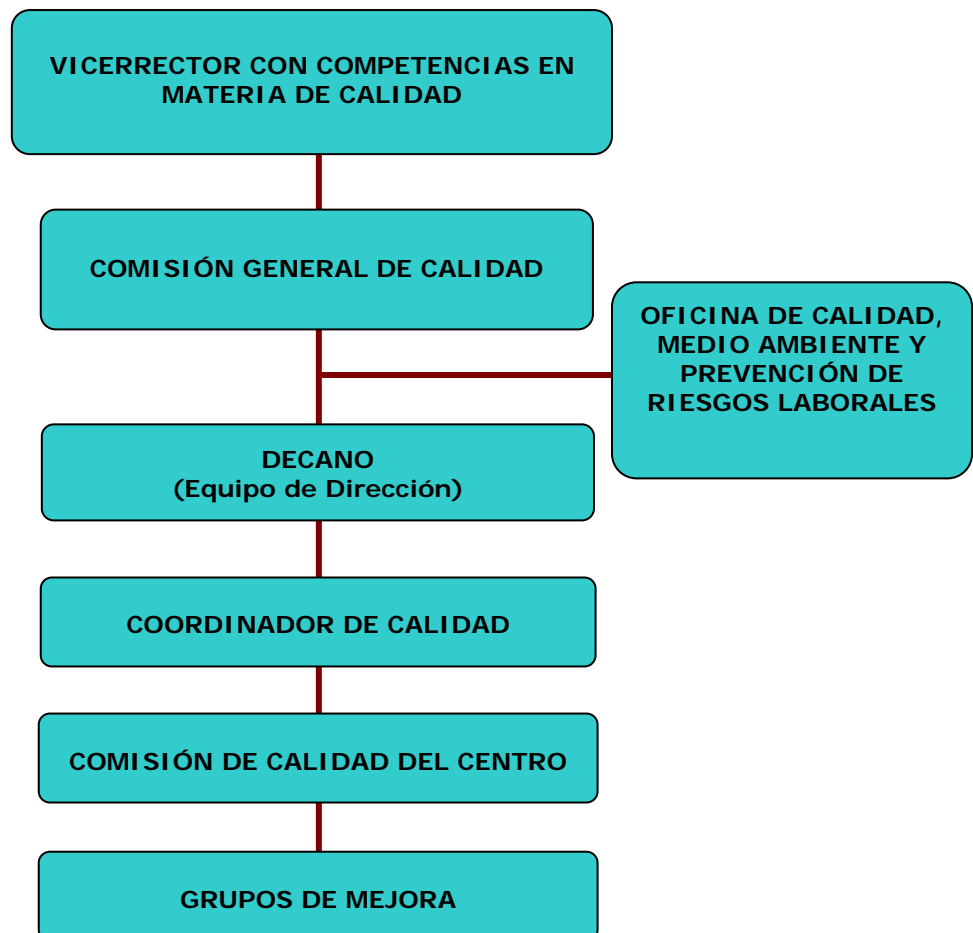 VICERRECTOR CON COMPETENCIAS EN
MATERIA DE CALIDAD
COMISIÓN GENERAL DE CALIDAD
OFICINA DE CALIDAD,
MEDIO AMBIENTE Y
PREVENCIÓN DE
RIESGOS LABORALES
DECANO
(Equipo de Dirección)
COORDINADOR DE CALIDAD
COMISIÓN DE CALIDAD DEL CENTRO
GRUPOS DE MEJORA